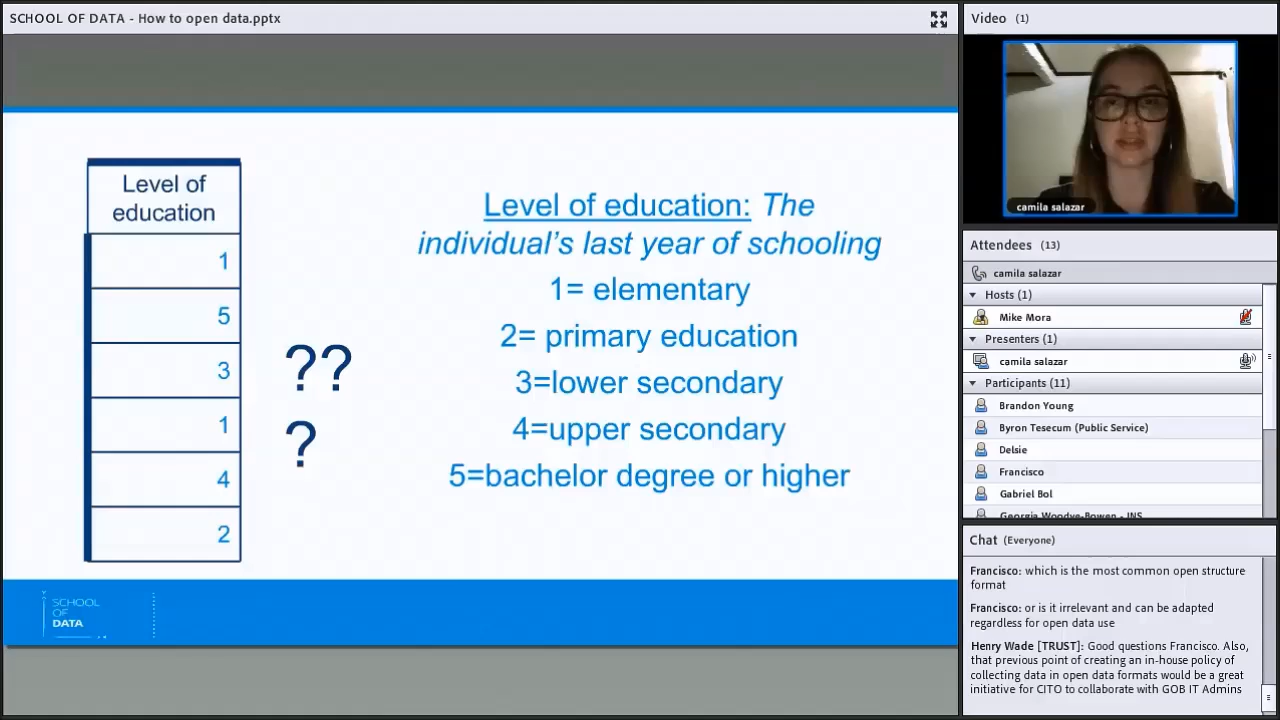 SCHOOL OF DATA - How to open data.pptx
Level of
education
1
5
3
1
4
2
??
?
Level of education: The
individual's last year of schooling
1= elementary
2= primary education
3=lower secondary
4=upper secondary
5=bachelor degree or higher
SCHOOL
OF
DATA
Video (1)
camila salazar
Attendees (13)
camila salazar
Hosts (1)
Mike Mora
Presenters (1)
camila salazar
Participants (11)
Brandon Young
Byron Tesecum (Public Service)
Delsie
Francisco
Gabriel Bol
Georgia Woodye-Bowen - INS
Chat (Everyone)
Francisco: which is the most common open structure
format
Francisco: or is it irrelevant and can be adapted
regardless for open data use
Henry Wade [TRUST]: Good questions Francisco. Also,
that previous point of creating an in-house policy of
collecting data in open data formats would be a great
initiative for CITO to collaborate with GOB IT Admins